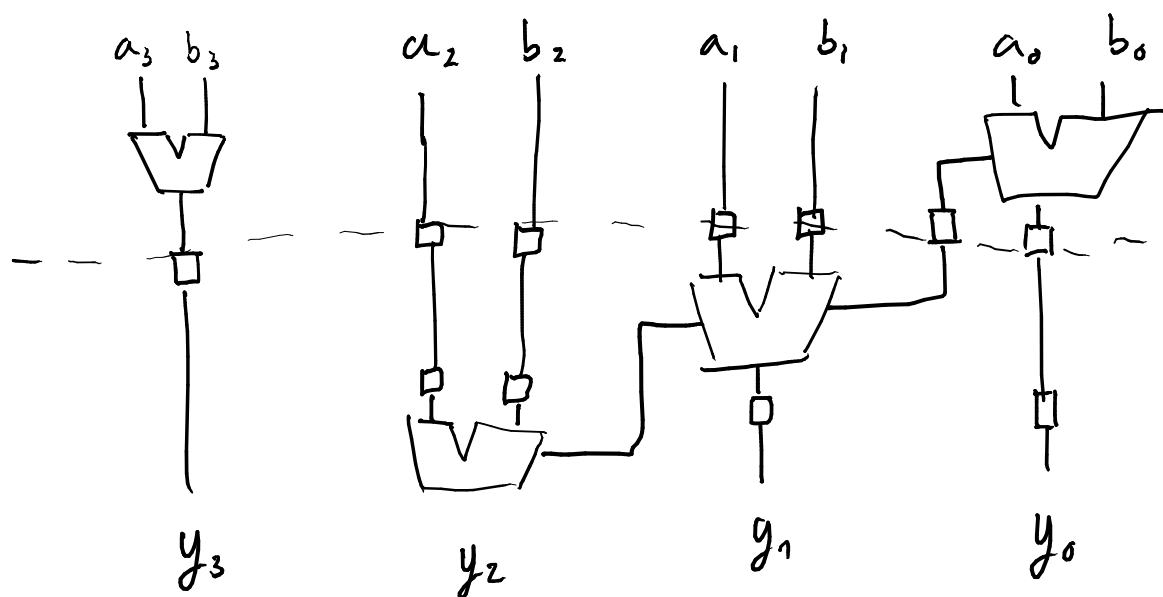 a₃ b₃ a₂ b₂ a₁ b₁ a₀ b₀
y₃ y₂ y₁ y₀